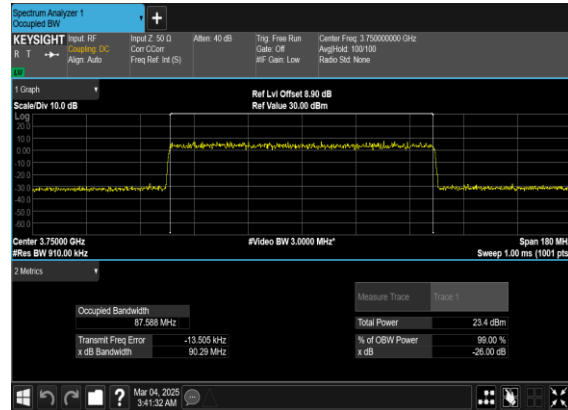 Spectrum Analyzer 1
Occupied BW
+
KEYSIGHT Input: RF Input Z: 50 Ω Atten: 40 dB Trig: Free Run Center Freq: 3.750000000 GHz
R T Coupling: DC Corr CCorr Gate: Off Avg|Hold: 100/100
Align: Auto Freq Ref: Int (S) #IF Gain: Low Radio Std: None
LW
1 Graph
Ref Lvl Offset 8.90 dB
Scale/Div 10.0 dB Ref Value 30.00 dBm
Log
20.0
10.0
0.00
-10.0
-20.0
-30.0
-40.0
-50.0
-60.0
Center 3.75000 GHz #Video BW 3.0000 MHz* Span 180 MH
#Res BW 910.00 kHz Sweep 1.00 ms (1001 pts
2 Metrics
Measure Trace Trace 1
Occupied Bandwidth
87.588 MHz Total Power 23.4 dBm
Transmit Freq Error -13.505 kHz % of OBW Power 99.00 %
x dB Bandwidth 90.29 MHz x dB -26.00 dB
? Mar 04, 2025
3:41:32 AM